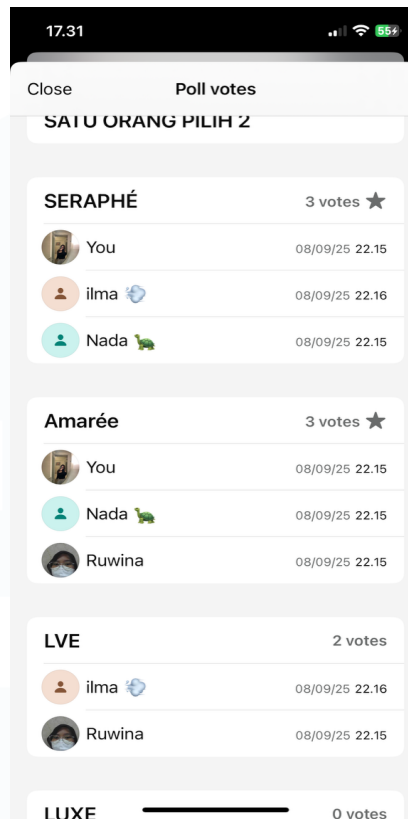 17.31
55
Close Poll votes
SATU ORANG PILIH 2
SERAPHÉ 3 votes ★
You 08/09/25 22.15
ilma 💨 08/09/25 22.16
Nada 🐢 08/09/25 22.15
Amarée 3 votes ★
You 08/09/25 22.15
Nada 🐢 08/09/25 22.15
Ruwina 08/09/25 22.15
LVE 2 votes
ilma 💨 08/09/25 22.16
Ruwina 08/09/25 22.15
LUXE 0 votes